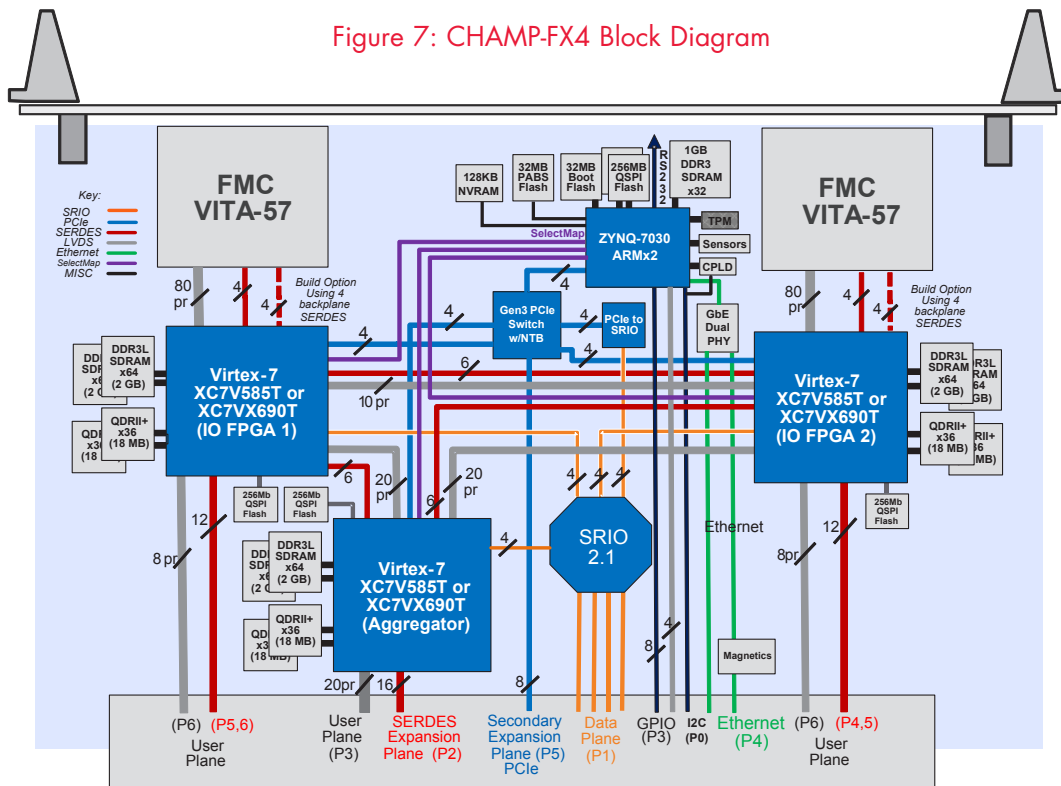 Figure 7: CHAMP-FX4 Block Diagram
FMC
VITA-57
Key:
SRIO
PCIe
SERDES
LVDS
Ethernet
SelectMap
MISC
128KB
NVRAM
32MB
PABS
Flash
32MB
Boot
Flash
256MB
QSPI
Flash
RS232
1GB
DDR3
SDRAM
x32
FMC
VITA-57
SelectMap
ZYNQ-7030
ARMx2
TPM
Sensors
CPLD
80
pr
4
4
Build Option
Using 4
backplane
SERDES
4
4
Gen3 PCIe
Switch
w/NTB
4
PCIe to
SRIO
4
4
GbE
Dual
PHY
80
pr
4
4
Build Option
Using 4
backplane
SERDES
DDR3L
SDRAM
x64
(2 GB)
QDRII+
x36
(18 MB)
Virtex-7
XC7V585T or
XC7VX690T
(IO FPGA 1)
6
10 pr
Virtex-7
XC7V585T or
XC7VX690T
(IO FPGA 2)
DDR3L
SDRAM
x64
(2 GB)
QDRII+
x36
(18 MB)
256Mb
QSPI
Flash
256Mb
QSPI
Flash
6
20
pr
6
20
pr
4
4
4
256Mb
QSPI
Flash
12
8 pr
DDR3L
SDRAM
x64
(2 GB)
QDRII+
x36
(18 MB)
Virtex-7
XC7V585T or
XC7VX690T
(Aggregator)
4
SRIO
2.1
Ethernet
12
8pr
4
8
Magnetics
20pr
16
8
(P6)
(P5,6)
User
Plane
User
Plane
(P3)
SERDES
Expansion
Plane (P2)
Secondary
Expansion
Plane (P5)
PCIe
Data
Plane
(P1)
GPIO
(P3)
I2C
(P0)
Ethernet
(P4)
(P6)
(P4,5)
User
Plane